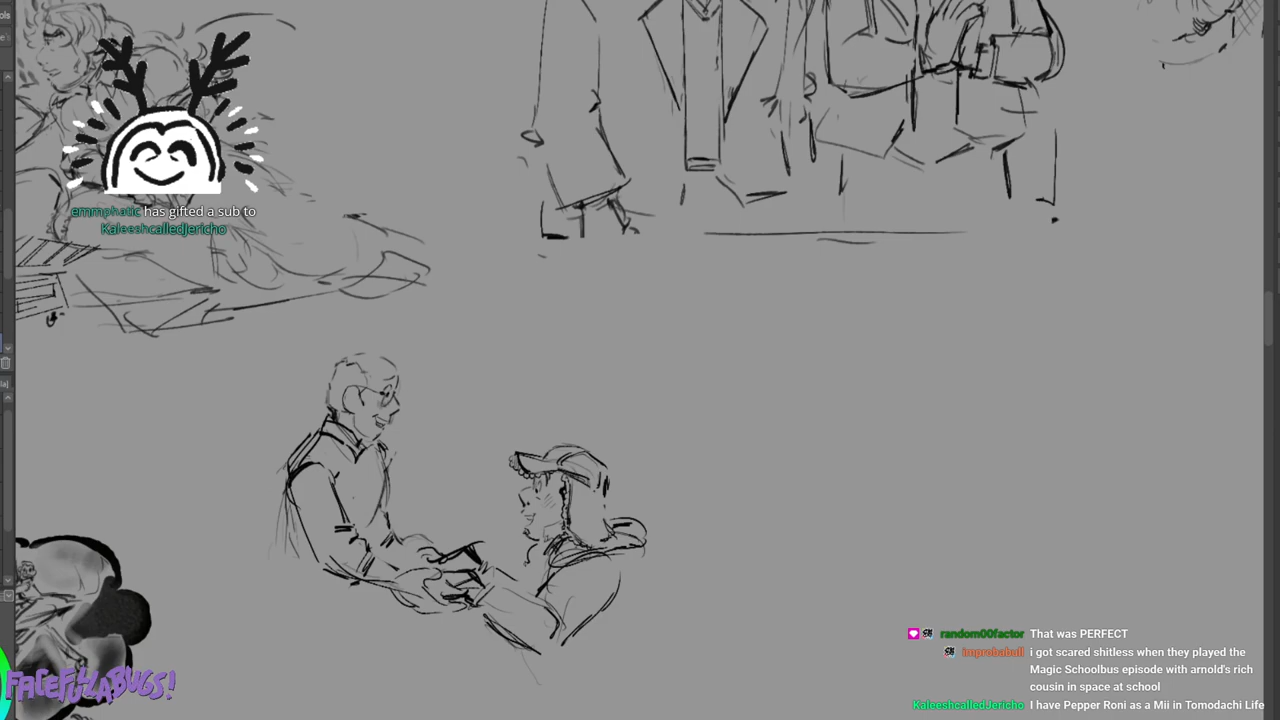 ols
emmphatic has gifted a sub to
KaleeshcalledJericho
FACEFULLABUGS!
random00factor That was PERFECT
improbabull i got scared shitless when they played the
Magic Schoolbus episode with arnold's rich
cousin in space at school
KaleeshcalledJericho I have Pepper Roni as a Mii in Tomodachi Life